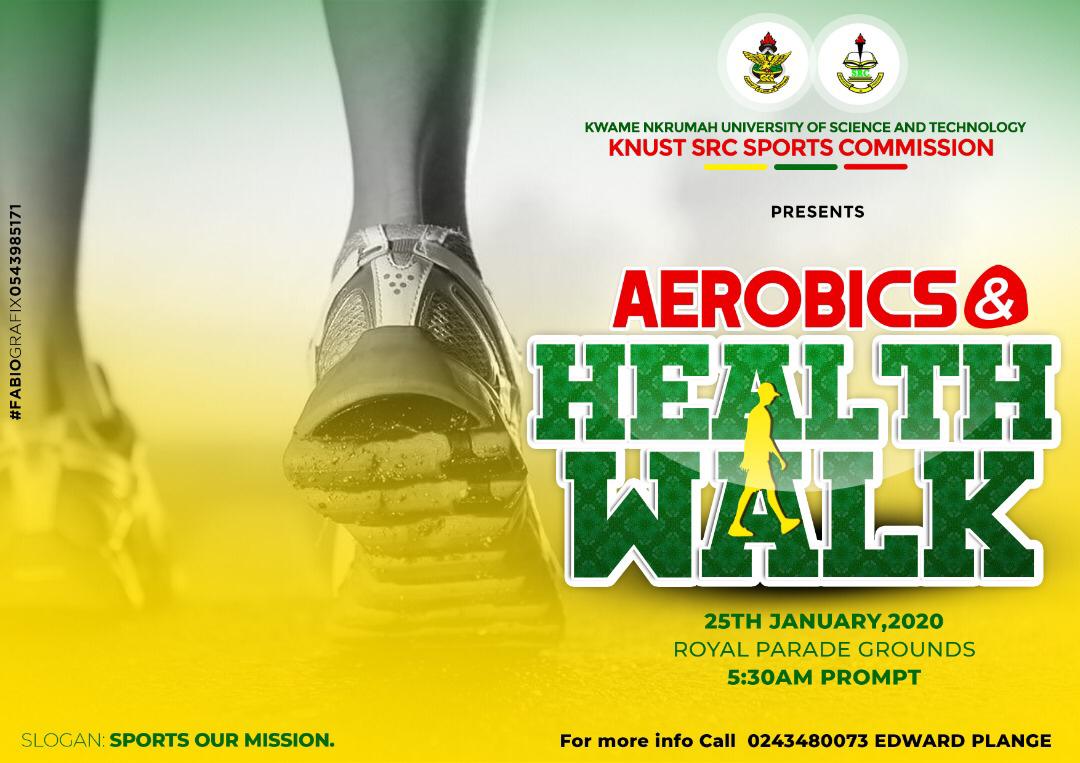 KWAME NKRUMAH UNIVERSITY OF SCIENCE AND TECHNOLOGY
KNUST SRC SPORTS COMMISSION
PRESENTS
AEROBICS &
HEALTH
WALK
25TH JANUARY,2020
ROYAL PARADE GROUNDS
5:30AM PROMPT
#FABIOGRAFIX0543985171
SLOGAN: SPORTS OUR MISSION.
For more info Call 0243480073 EDWARD PLANGE
SRC